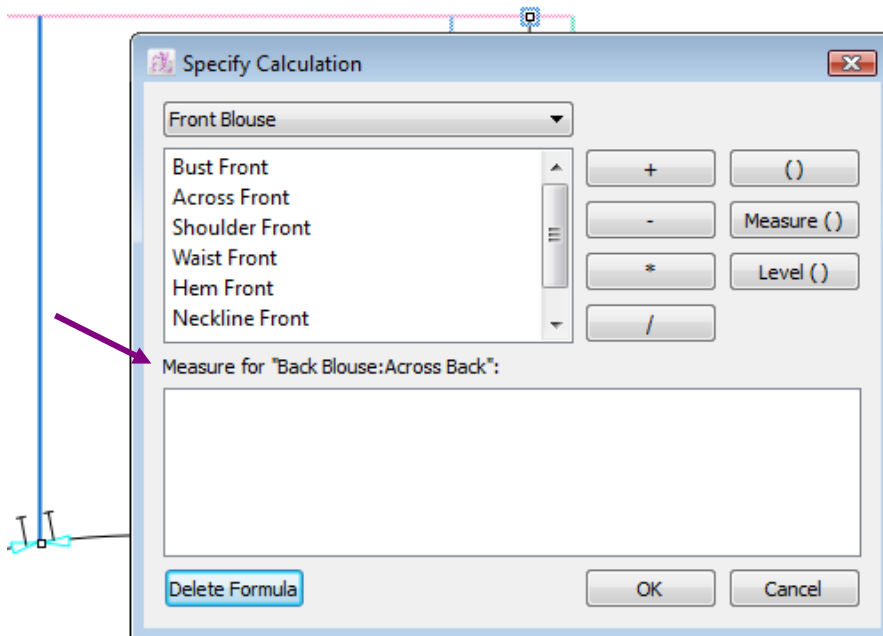 Specify Calculation
Front Blouse
Bust Front
Across Front
Shoulder Front
Waist Front
Hem Front
Neckline Front
+
( )
-
Measure ( )
*
Level ( )
/
Measure for "Back Blouse:Across Back":
Delete Formula
OK
Cancel